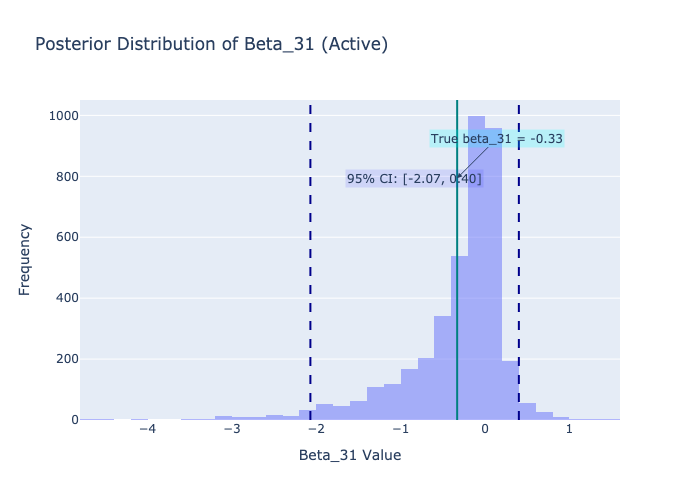 Posterior Distribution of Beta_31 (Active)
1000
True beta_31 = -0.33
800
95% CI: [-2.07, 0.40]
600
400
200
0
Frequency
−4
−3
−2
−1
0
1
Beta_31 Value